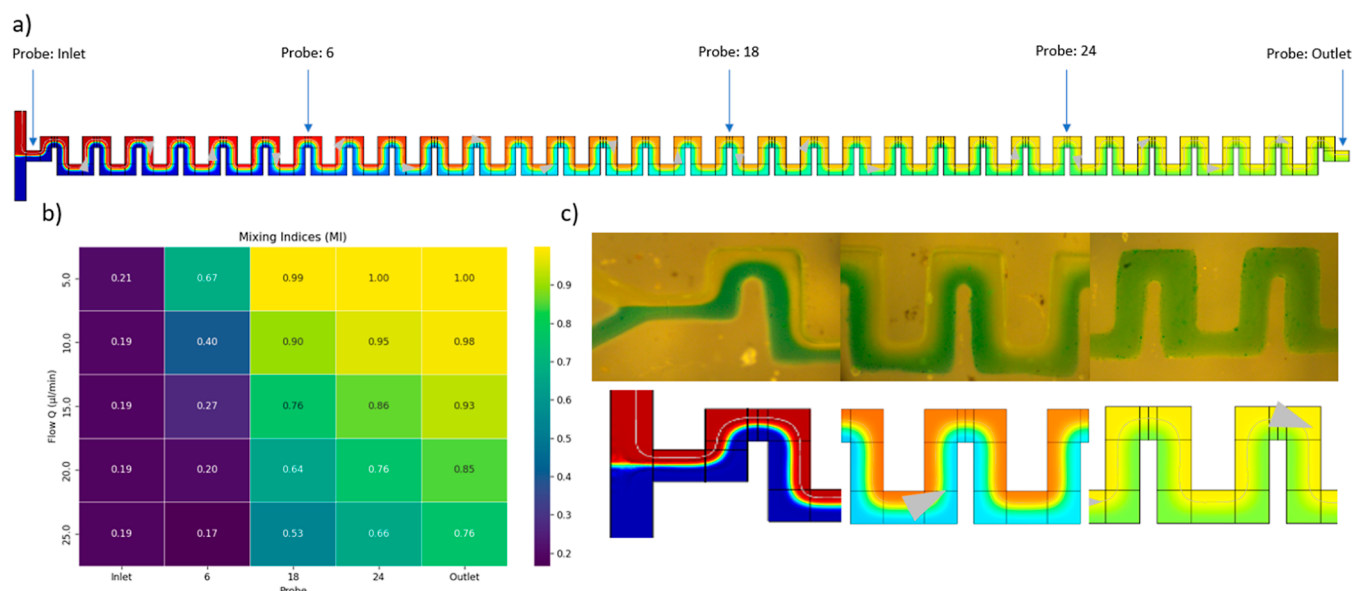 a)
Probe: Inlet
Probe: 6
Probe: 18
Probe: 24
Probe: Outlet
b)
c)
Mixing Indices (MI)
5.0 0.21 0.67 0.99 1.00 1.00
10.0 0.19 0.40 0.90 0.95 0.98
15.0 0.19 0.27 0.76 0.86 0.93
20.0 0.19 0.20 0.64 0.76 0.85
25.0 0.19 0.17 0.53 0.66 0.76
Flow Q (µl/min)
Inlet 6 18 24 Outlet
Probe
0.9
0.8
0.7
0.6
0.5
0.4
0.3
0.2